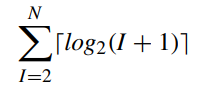 N
∑⌈log₂(I + 1)⌉
I=2